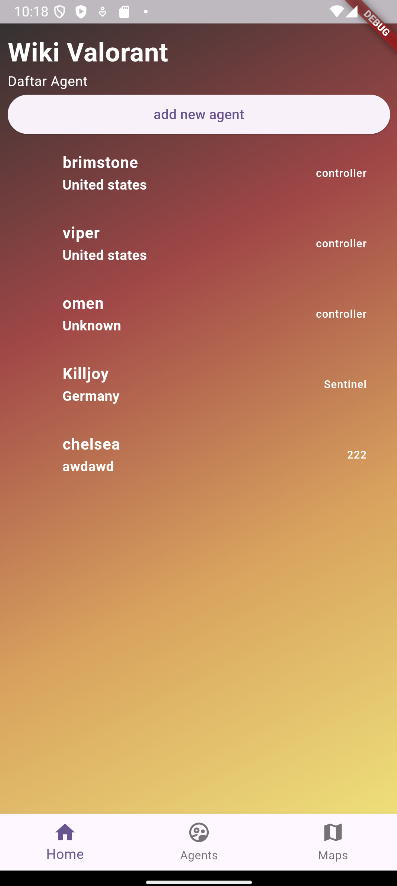 10:18
DEBUG
Wiki Valorant
Daftar Agent
add new agent
brimstone
United states
controller
viper
United states
controller
omen
Unknown
controller
Killjoy
Germany
Sentinel
chelsea
awdawd
222
Home
Agents
Maps